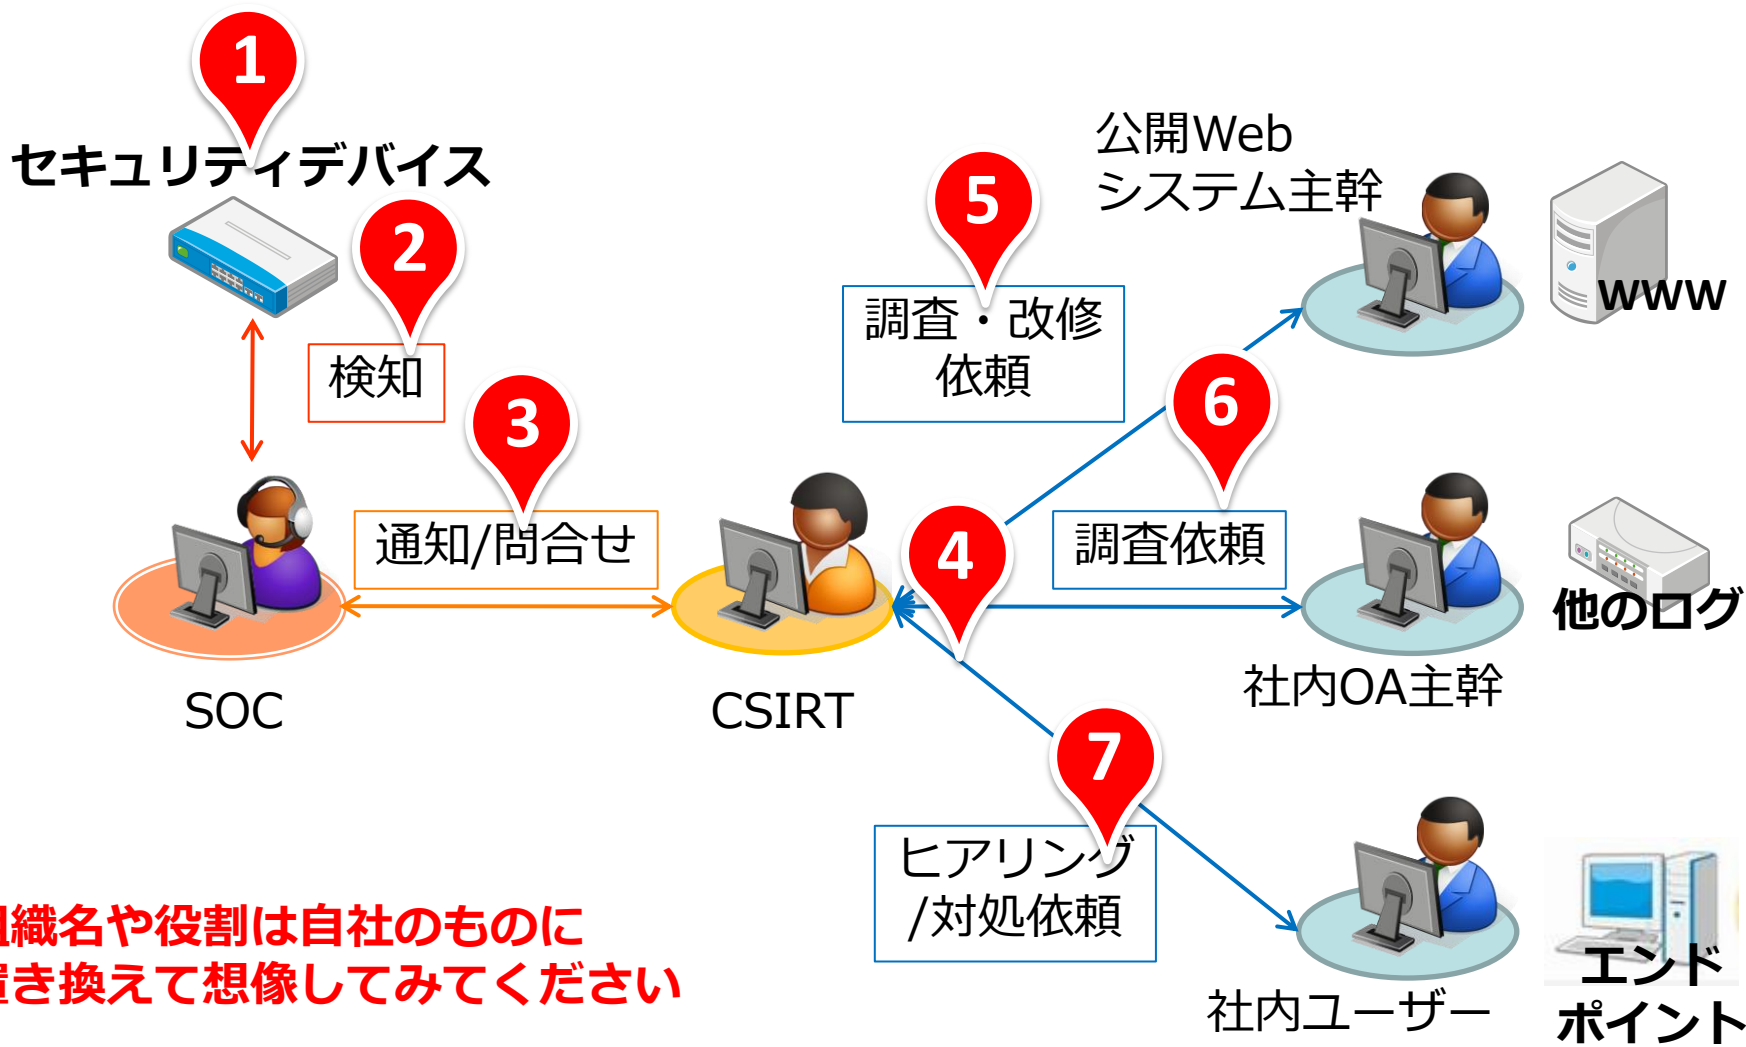 1
セキュリティデバイス
2
検知
3
通知/問合せ
SOC
CSIRT
4
5
調査・改修
依頼
公開Web
システム主幹
WWW
6
調査依頼
社内OA主幹
他のログ
7
ヒアリング
/対処依頼
社内ユーザー
エンド
ポイント
組織名や役割は自社のものに
置き換えて想像してみてください